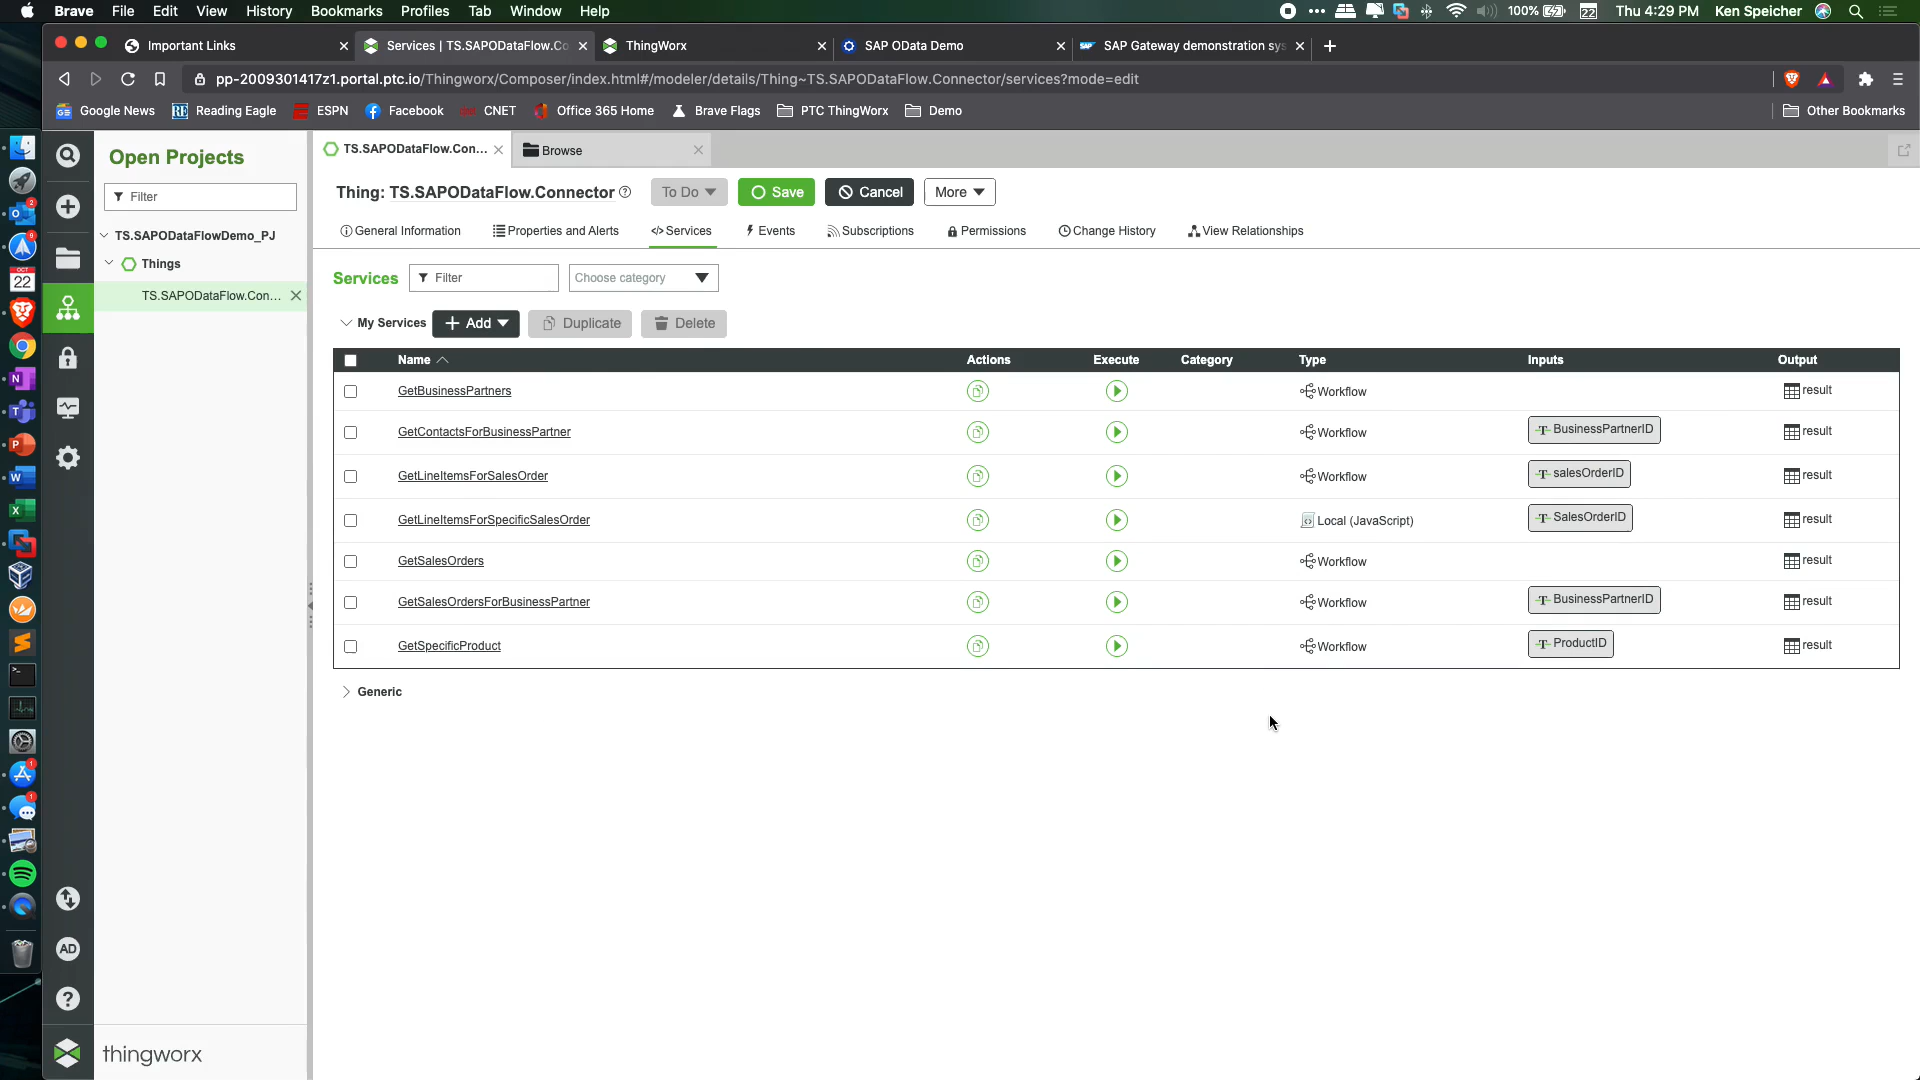 Brave File Edit View History Bookmarks Profiles Tab Window Help
100% 22 Thu 4:29 PM Ken Speicher
Important Links
Services | TS.SAPODataFlow.Co
ThingWorx
SAP OData Demo
SAP Gateway demonstration sys
pp-2009301417z1.portal.ptc.io/Thingworx/Composer/index.html#/modeler/details/Thing~TS.SAPODataFlow.Connector/services?mode=edit
Google News RE Reading Eagle ESPN Facebook CNET Office 365 Home Brave Flags PTC ThingWorx Demo Other Bookmarks
Open Projects
Filter
TS.SAPODataFlowDemo_PJ
Things
TS.SAPODataFlow.Con...
TS.SAPODataFlow.Con... Browse
Thing: TS.SAPODataFlow.Connector To Do Save Cancel More
General Information Properties and Alerts Services Events Subscriptions Permissions Change History View Relationships
Services Filter Choose category
My Services Add Duplicate Delete
Name Actions Execute Category Type Inputs Output
GetBusinessPartners Workflow result
GetContactsForBusinessPartner Workflow T BusinessPartnerID result
GetLineItemsForSalesOrder Workflow T salesOrderID result
GetLineItemsForSpecificSalesOrder Local (JavaScript) T SalesOrderID result
GetSalesOrders Workflow result
GetSalesOrdersForBusinessPartner Workflow T BusinessPartnerID result
GetSpecificProduct Workflow T ProductID result
Generic
OCT
22
AD
thingworx